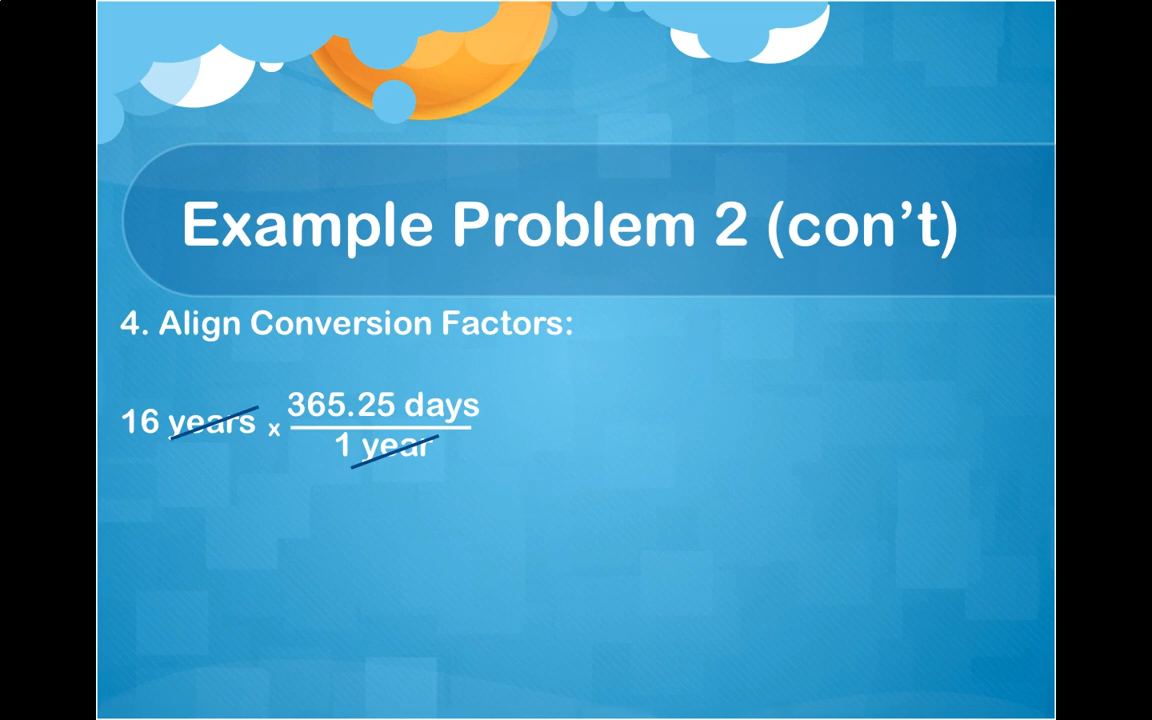 Example Problem 2 (con’t)
4. Align Conversion Factors:
365.25 days
16 years x
1 year